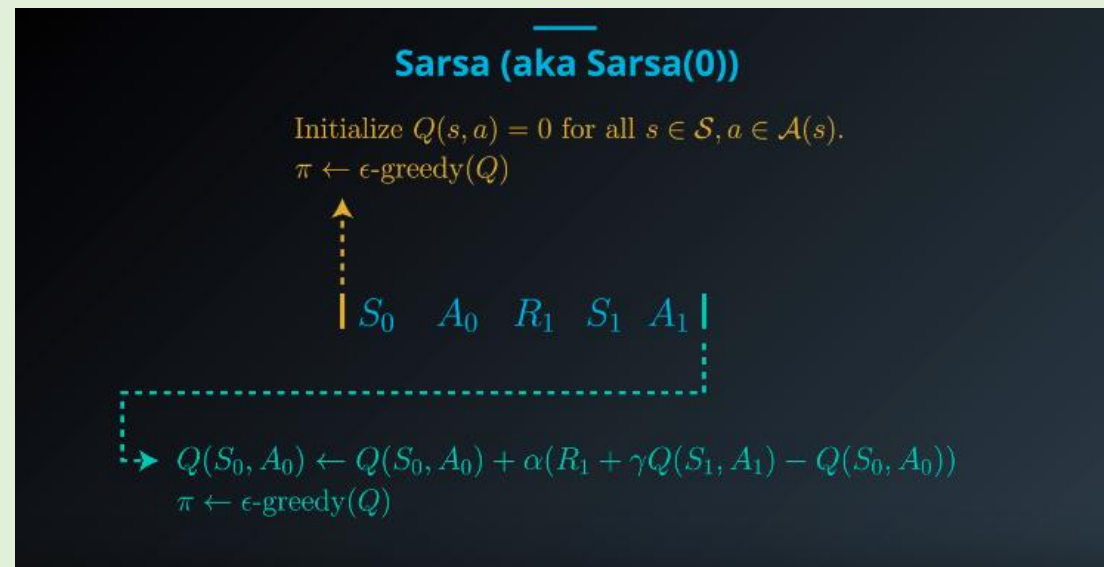 Sarsa (aka Sarsa(0))
Initialize Q(s, a) = 0 for all s ∈ 𝒮, a ∈ 𝒜(s).
π ← ϵ-greedy(Q)
S₀ A₀ R₁ S₁ A₁
Q(S₀, A₀) ← Q(S₀, A₀) + α(R₁ + γQ(S₁, A₁) − Q(S₀, A₀))
π ← ϵ-greedy(Q)